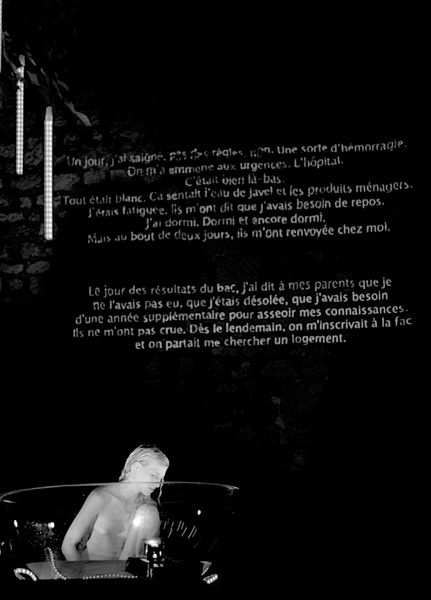 Un jour, j'ai saigné, pas des règles, non. Une sorte d'hémorragie.
On m'a emmené aux urgences. L'hôpital.
C'était bien là-bas.
Tout était blanc. Ca sentait l'eau de javel et les produits ménagers.
J'étais fatiguée. Ils m'ont dit que j'avais besoin de repos.
J'ai dormi. Dormi et encore dormi.
Mais au bout de deux jours, ils m'ont renvoyée chez moi.
Le jour des résultats du bac, j'ai dit à mes parents que je
ne l'avais pas eu, que j'étais désolée, que j'avais besoin
d'une année supplémentaire pour asseoir mes connaissances.
Ils ne m'ont pas crue. Dès le lendemain, on m'inscrivait à la fac
et on partait me chercher un logement.